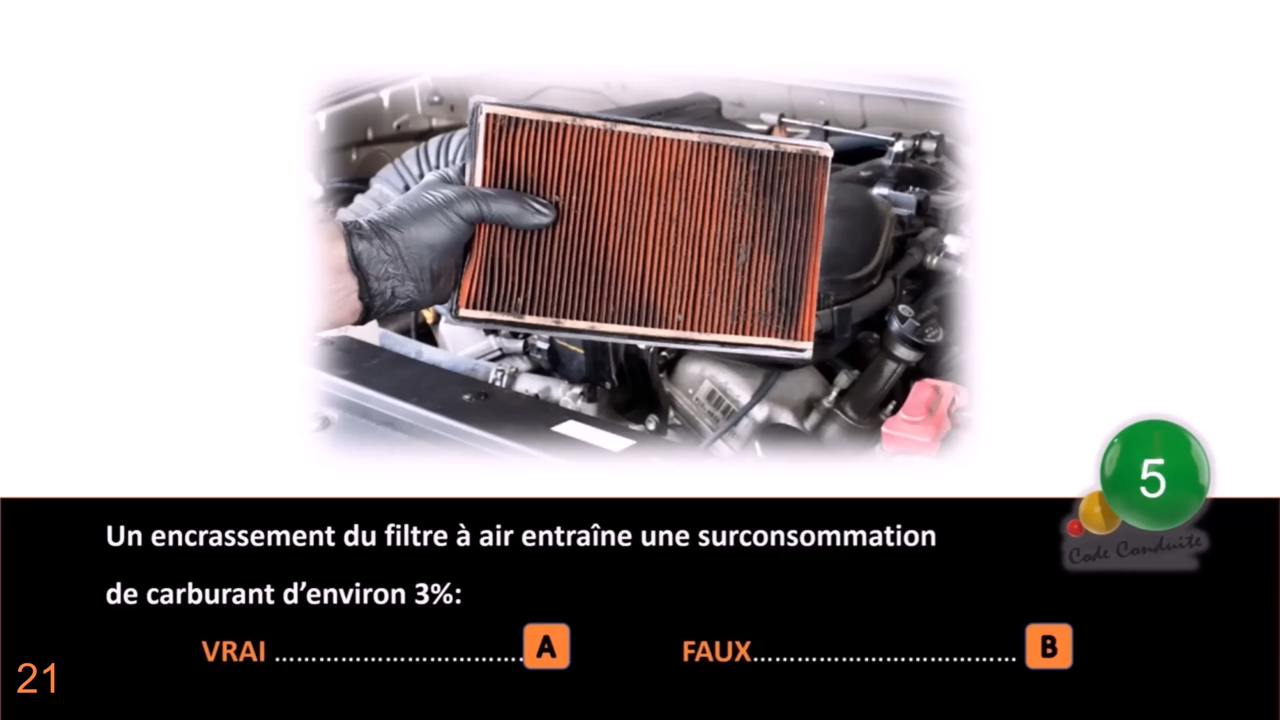 5
Code Conduite
Un encrassement du filtre à air entraîne une surconsommation
de carburant d’environ 3%:
VRAI ……………………………. A FAUX……………………………… B
21